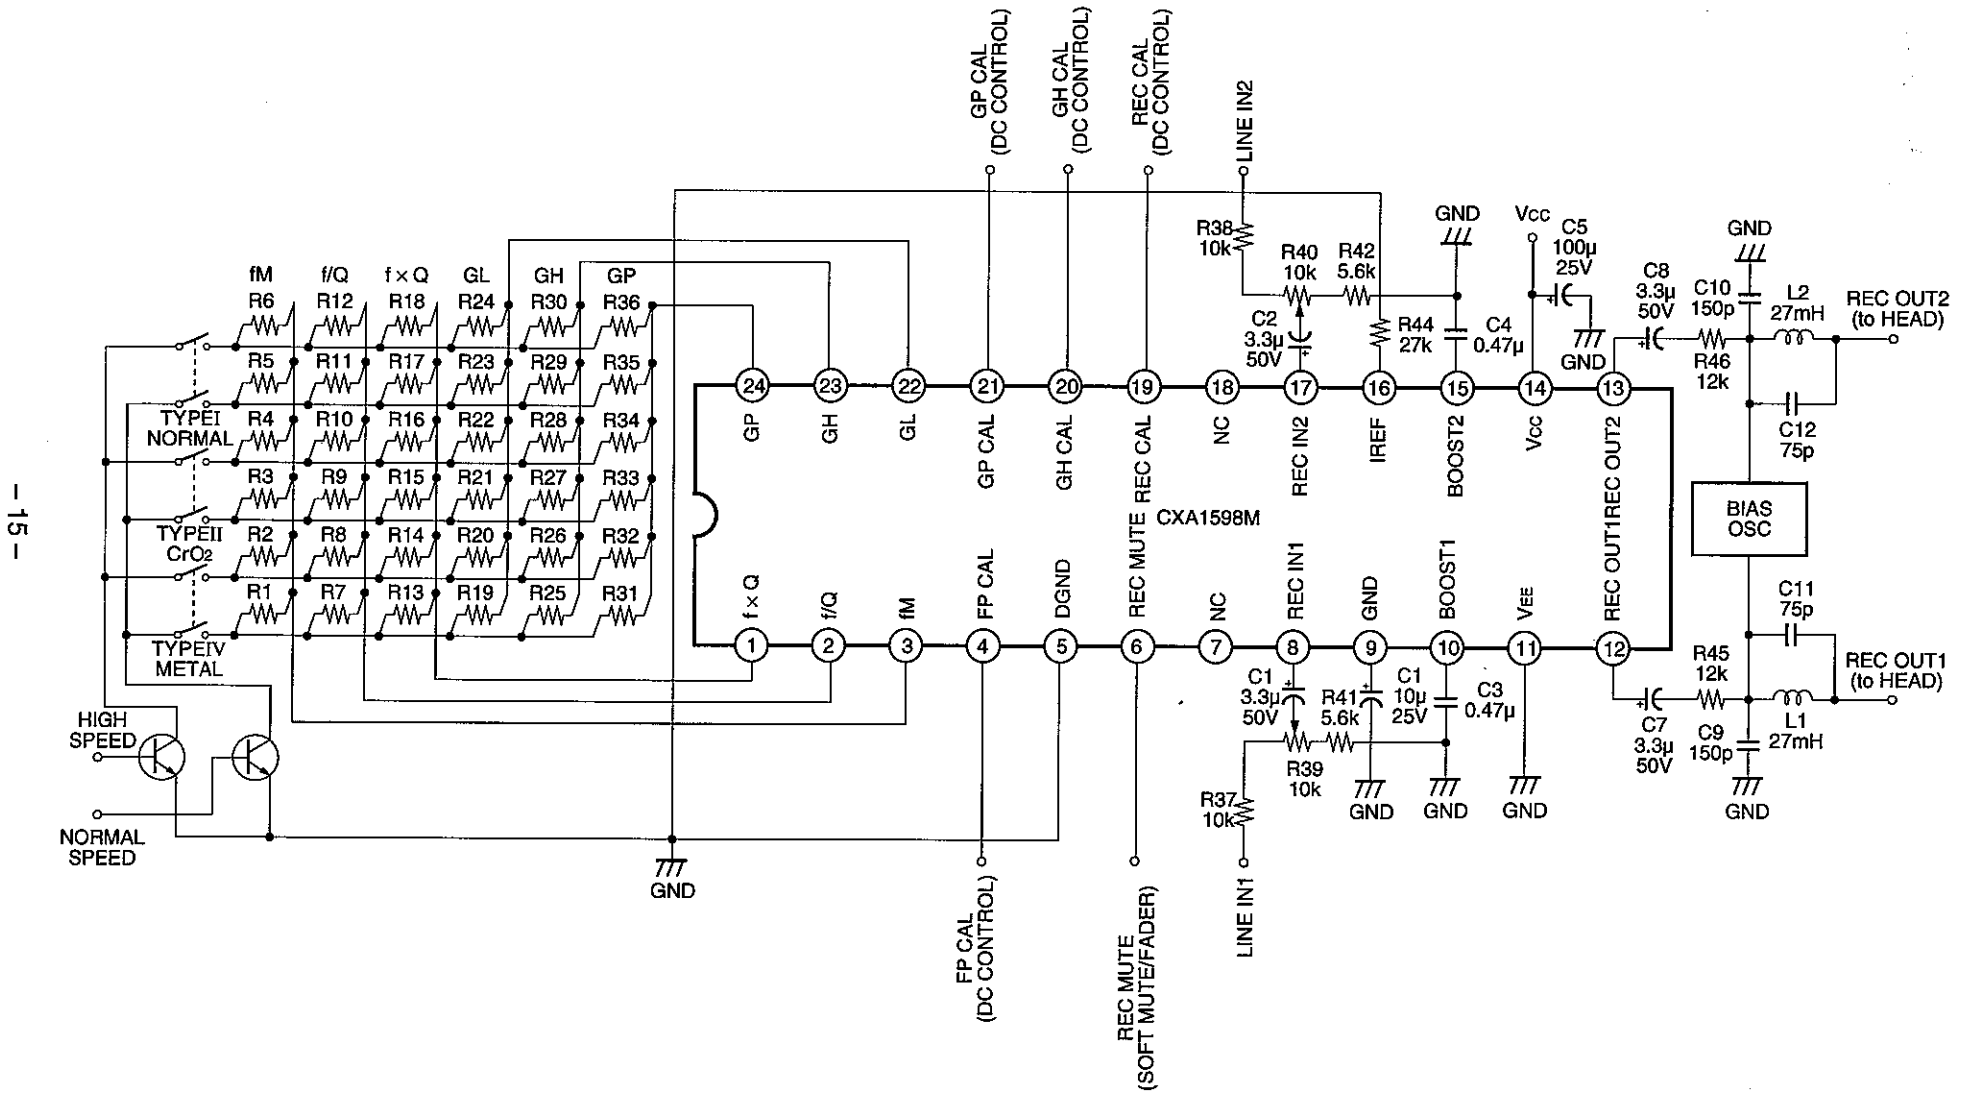 GP CAL
(DC CONTROL)
GH CAL
(DC CONTROL)
REC CAL
(DC CONTROL)
LINE IN2
R38
10k
R40
10k
R42
5.6k
GND
VCC
C5
100µ
25V
GND
GND
C8
3.3µ
50V
C10
150p
L2
27mH
REC OUT2
(to HEAD)
C2
3.3µ
50V
R44
27k
C4
0.47µ
R46
12k
C12
75p
fM
f/Q
f × Q
GL
GH
GP
R6
R12
R18
R24
R30
R36
R5
R11
R17
R23
R29
R35
TYPEI
NORMAL
R4
R10
R16
R22
R28
R34
R3
R9
R15
R21
R27
R33
TYPEII
CrO2
R2
R8
R14
R20
R26
R32
R1
R7
R13
R19
R25
R31
TYPEIV
METAL
24
23
22
21
20
19
18
17
16
15
14
13
GP
GH
GL
GP CAL
GH CAL
REC CAL
NC
REC IN2
IREF
BOOST2
VCC
REC OUT2
CXA1598M
BIAS
OSC
f × Q
f/Q
fM
FP CAL
DGND
REC MUTE
NC
REC IN1
GND
BOOST1
VEE
REC OUT1
1
2
3
4
5
6
7
8
9
10
11
12
C11
75p
R45
12k
REC OUT1
(to HEAD)
C1
3.3µ
50V
R41
5.6k
C1
10µ
25V
C3
0.47µ
C7
3.3µ
50V
C9
150p
L1
27mH
R39
10k
R37
10k
GND
GND
GND
GND
HIGH
SPEED
NORMAL
SPEED
GND
LINE IN1
FP CAL
(DC CONTROL)
REC MUTE
(SOFT MUTE/FADER)
– 15 –